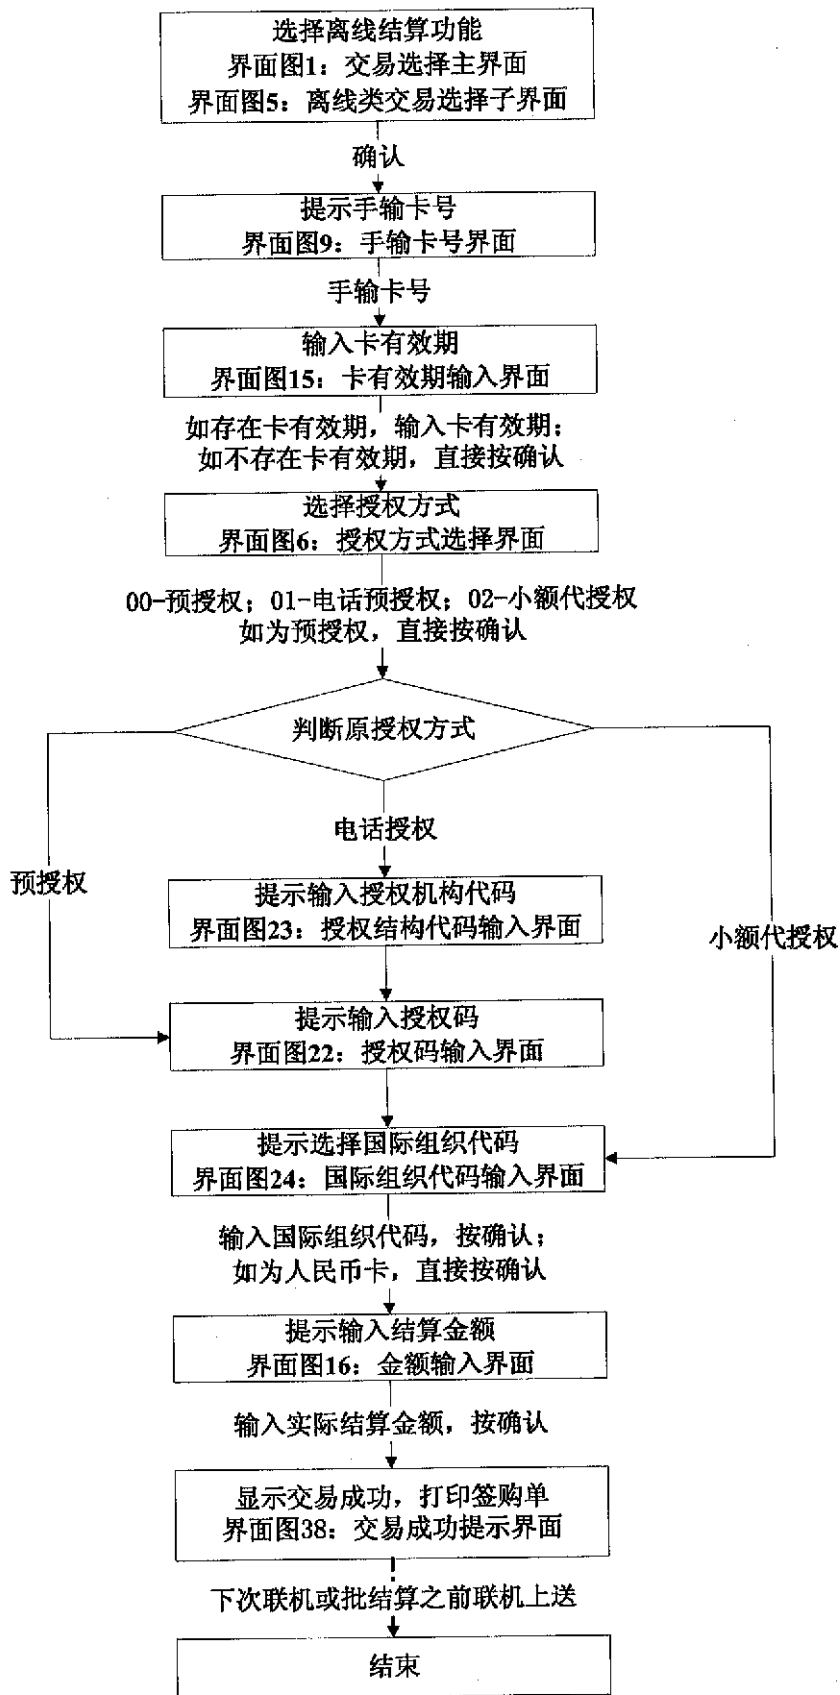 选择离线结算功能
界面图1：交易选择主界面
界面图5：离线类交易选择子界面
确认
提示手输卡号
界面图9：手输卡号界面
手输卡号
输入卡有效期
界面图15：卡有效期输入界面
如存在卡有效期，输入卡有效期；
如不存在卡有效期，直接按确认
选择授权方式
界面图6：授权方式选择界面
00-预授权；01-电话预授权；02-小额代授权
如为预授权，直接按确认
判断原授权方式
电话授权
预授权
提示输入授权机构代码
界面图23：授权结构代码输入界面
小额代授权
提示输入授权码
界面图22：授权码输入界面
提示选择国际组织代码
界面图24：国际组织代码输入界面
输入国际组织代码，按确认；
如为人民币卡，直接按确认
提示输入结算金额
界面图16：金额输入界面
输入实际结算金额，按确认
显示交易成功，打印签购单
界面图38：交易成功提示界面
下次联机或批结算之前联机上送
结束